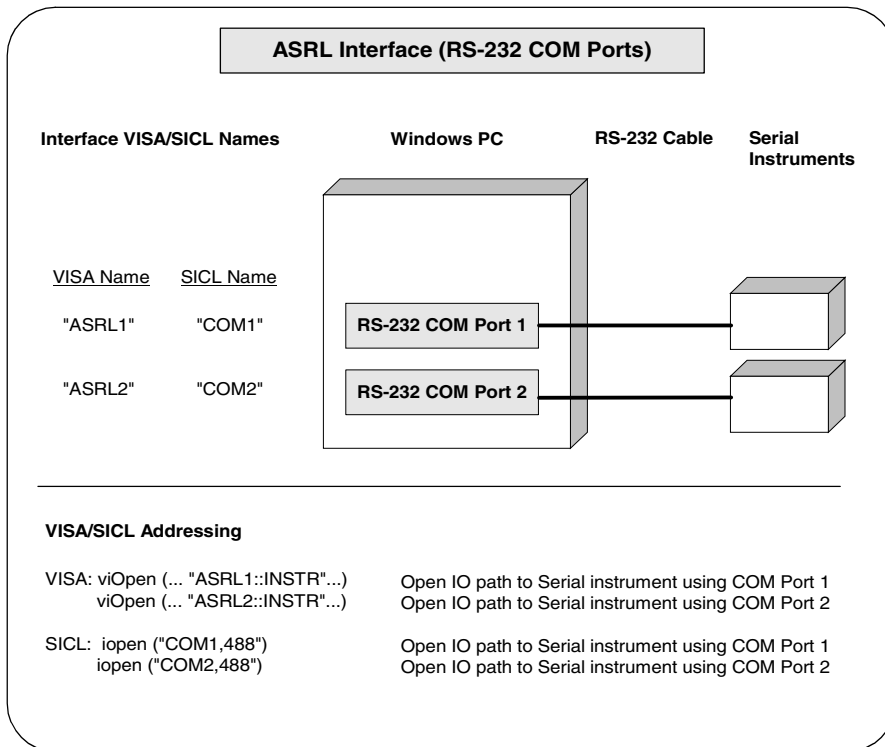 ASRL Interface (RS-232 COM Ports)
Interface VISA/SICL Names
Windows PC
RS-232 Cable
Serial
Instruments
VISA Name
SICL Name
"ASRL1"
"COM1"
RS-232 COM Port 1
"ASRL2"
"COM2"
RS-232 COM Port 2
VISA/SICL Addressing
VISA: viOpen (... "ASRL1::INSTR"...) Open IO path to Serial instrument using COM Port 1
viOpen (... "ASRL2::INSTR"...) Open IO path to Serial instrument using COM Port 2
SICL: iopen ("COM1,488") Open IO path to Serial instrument using COM Port 1
iopen ("COM2,488") Open IO path to Serial instrument using COM Port 2